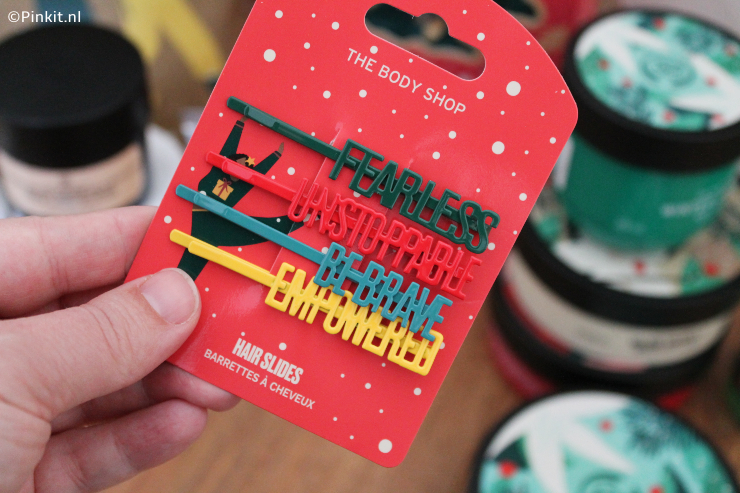 ©Pinkit.nl
THE BODY SHOP
FEARLESS
UNSTOPPABLE
BE BRAVE
EMPOWERED
HAIR SLIDES
BARRETTES À CHEVEUX